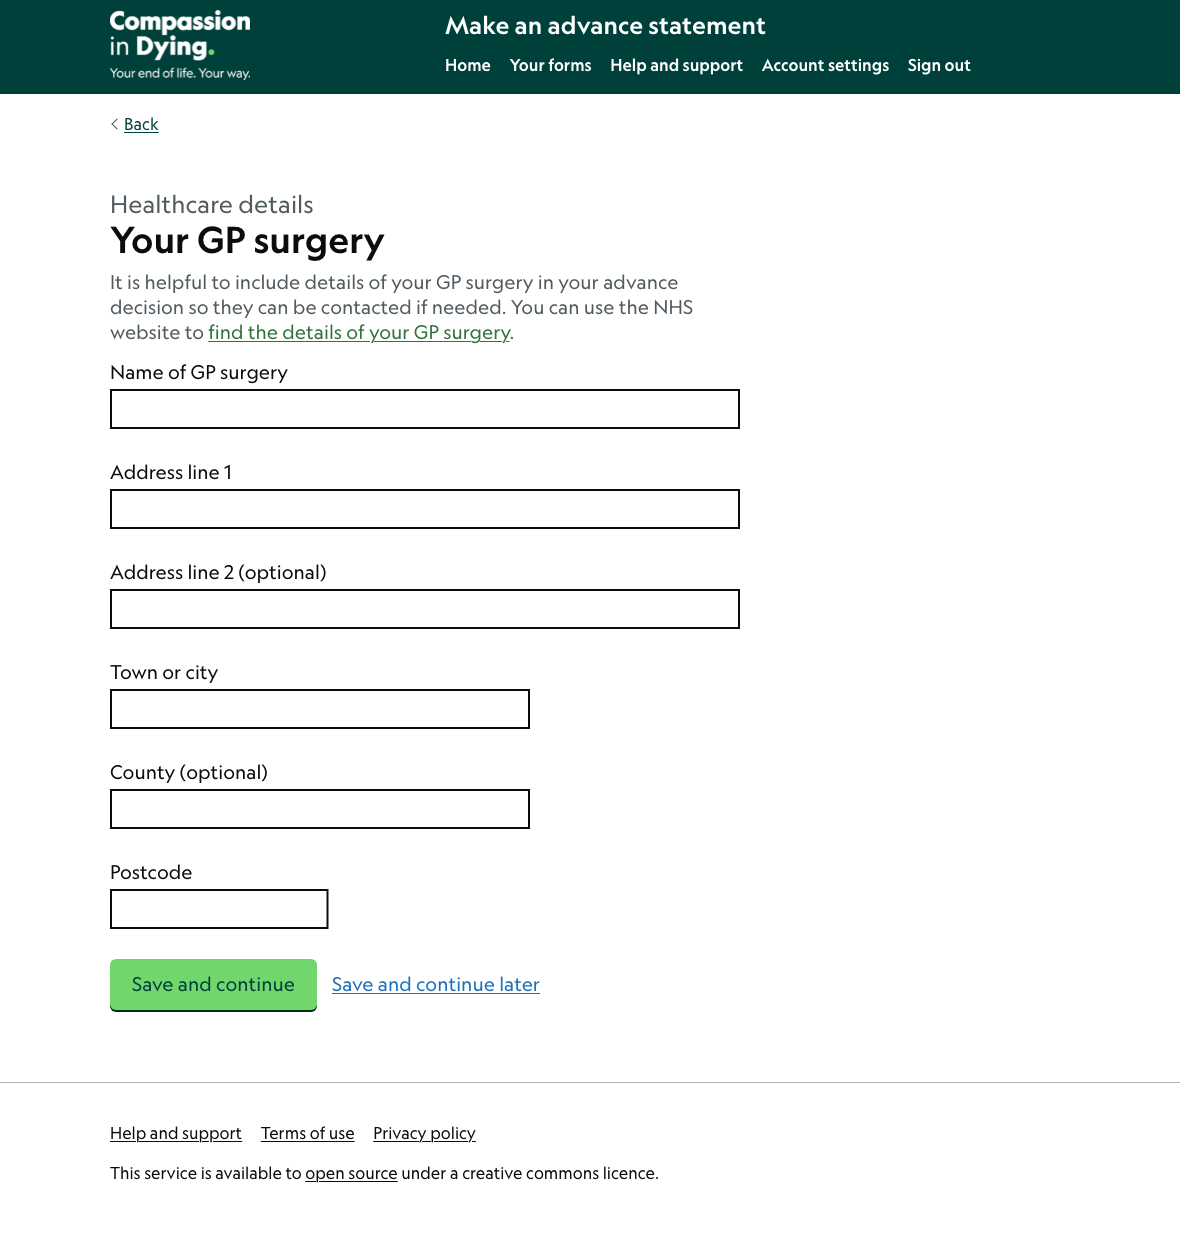 Compassion
in Dying.
Your end of life. Your way.
Make an advance statement
Home Your forms Help and support Account settings Sign out
Back
Healthcare details
Your GP surgery
It is helpful to include details of your GP surgery in your advance
decision so they can be contacted if needed. You can use the NHS
website to find the details of your GP surgery.
Name of GP surgery
Address line 1
Address line 2 (optional)
Town or city
County (optional)
Postcode
Save and continue Save and continue later
Help and support Terms of use Privacy policy
This service is available to open source under a creative commons licence.